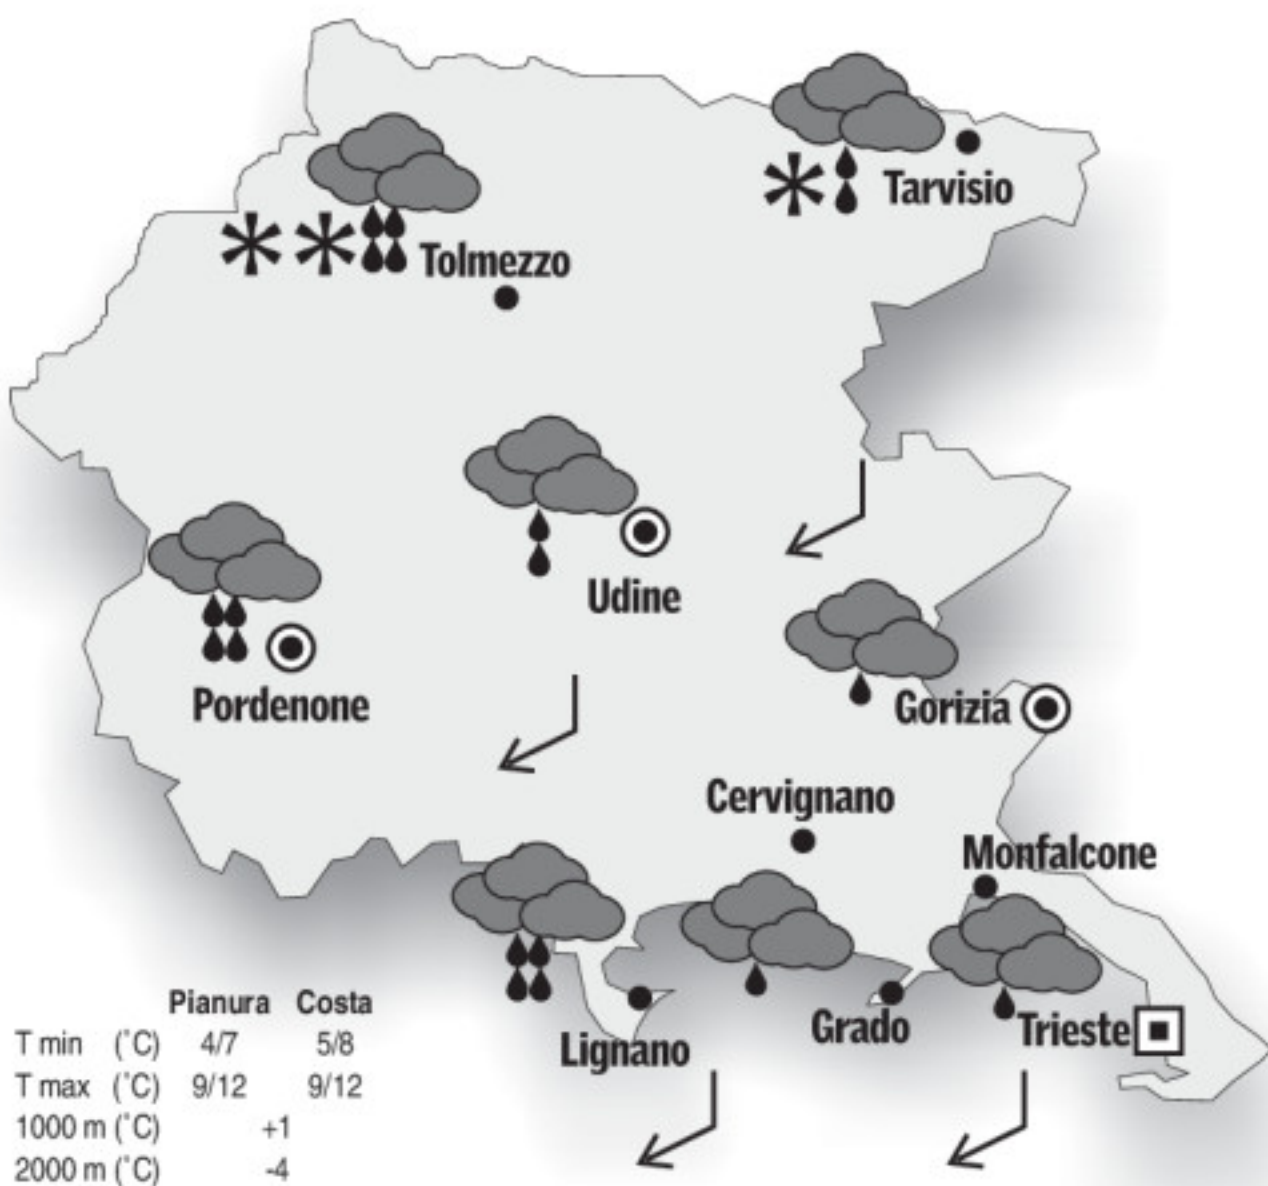 Tarvisio
Tolmezzo
Udine
Pordenone
Gorizia
Cervignano
Monfalcone
Grado
Trieste
Lignano
Pianura Costa
T min (°C) 4/7 5/8
T max (°C) 9/12 9/12
1000 m (°C) +1
2000 m (°C) -4